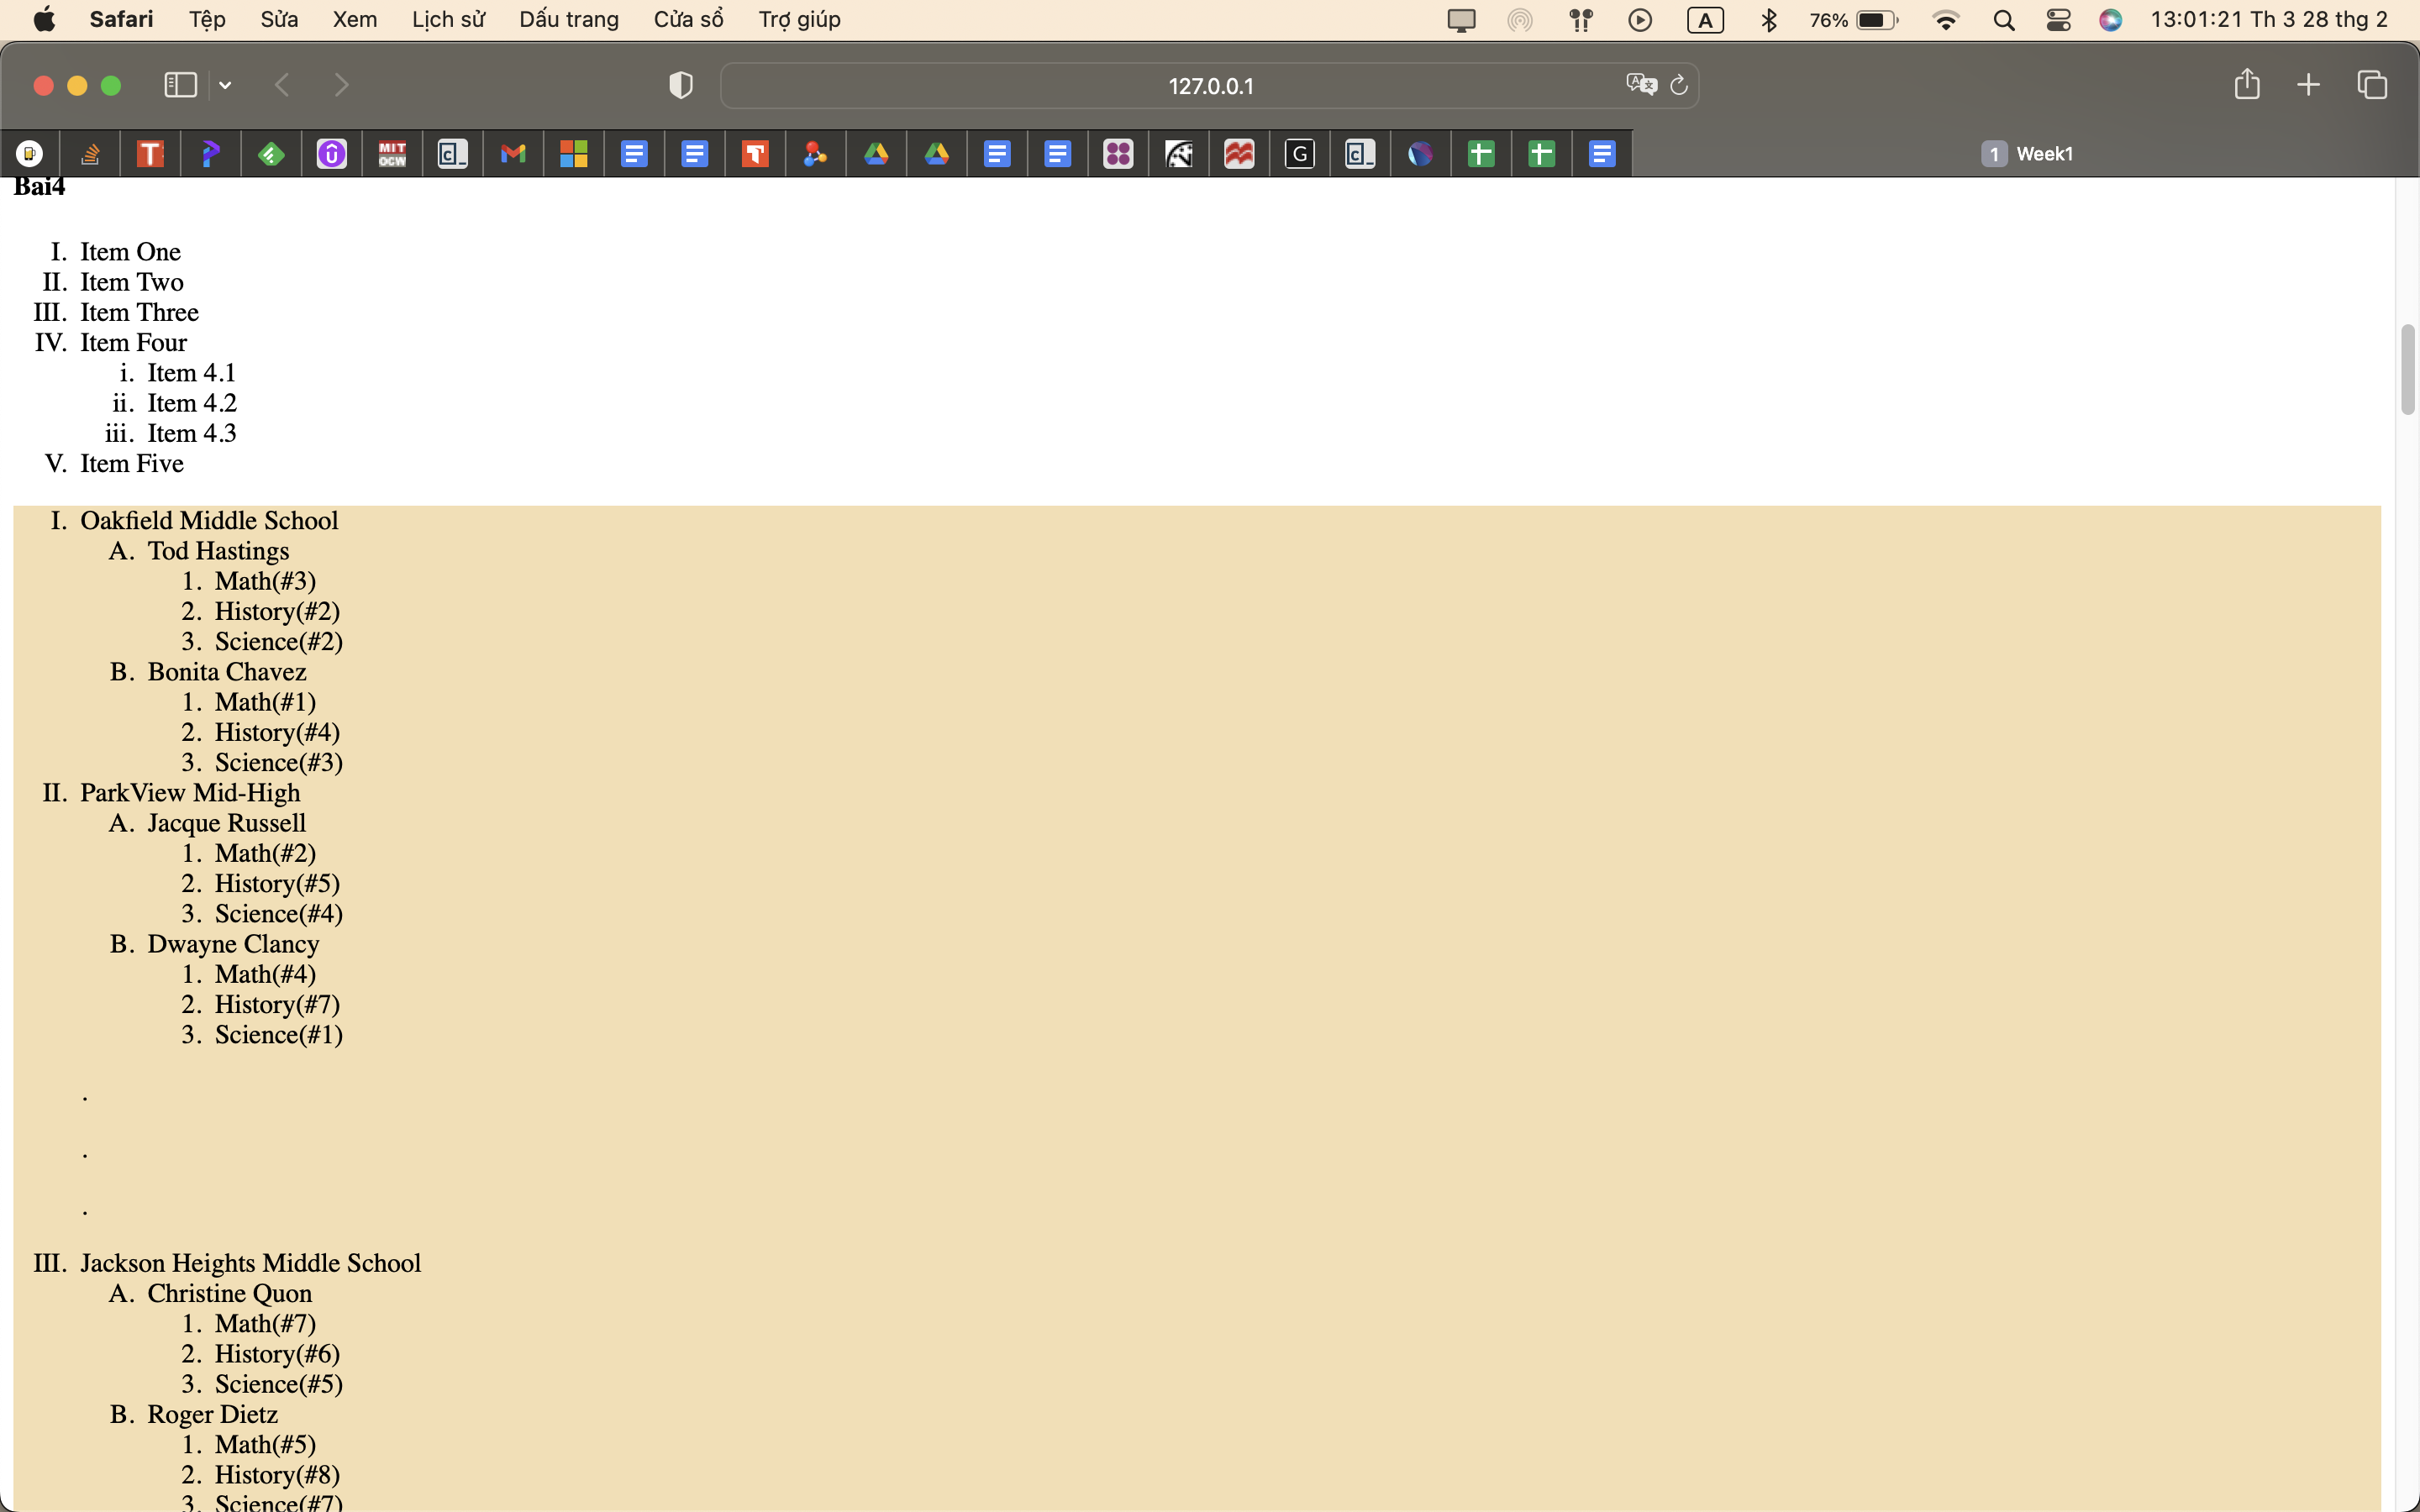 Safari Tệp Sửa Xem Lịch sử Dấu trang Cửa sổ Trợ giúp A 76% 13:01:21 Th 3 28 thg 2
127.0.0.1
MIT OCW C_ G C_ 1 Week1
Bai4
I. Item One
II. Item Two
III. Item Three
IV. Item Four
i. Item 4.1
ii. Item 4.2
iii. Item 4.3
V. Item Five
I. Oakfield Middle School
A. Tod Hastings
1. Math(#3)
2. History(#2)
3. Science(#2)
B. Bonita Chavez
1. Math(#1)
2. History(#4)
3. Science(#3)
II. ParkView Mid-High
A. Jacque Russell
1. Math(#2)
2. History(#5)
3. Science(#4)
B. Dwayne Clancy
1. Math(#4)
2. History(#7)
3. Science(#1)
.
.
.
III. Jackson Heights Middle School
A. Christine Quon
1. Math(#7)
2. History(#6)
3. Science(#5)
B. Roger Dietz
1. Math(#5)
2. History(#8)
3. Science(#7)